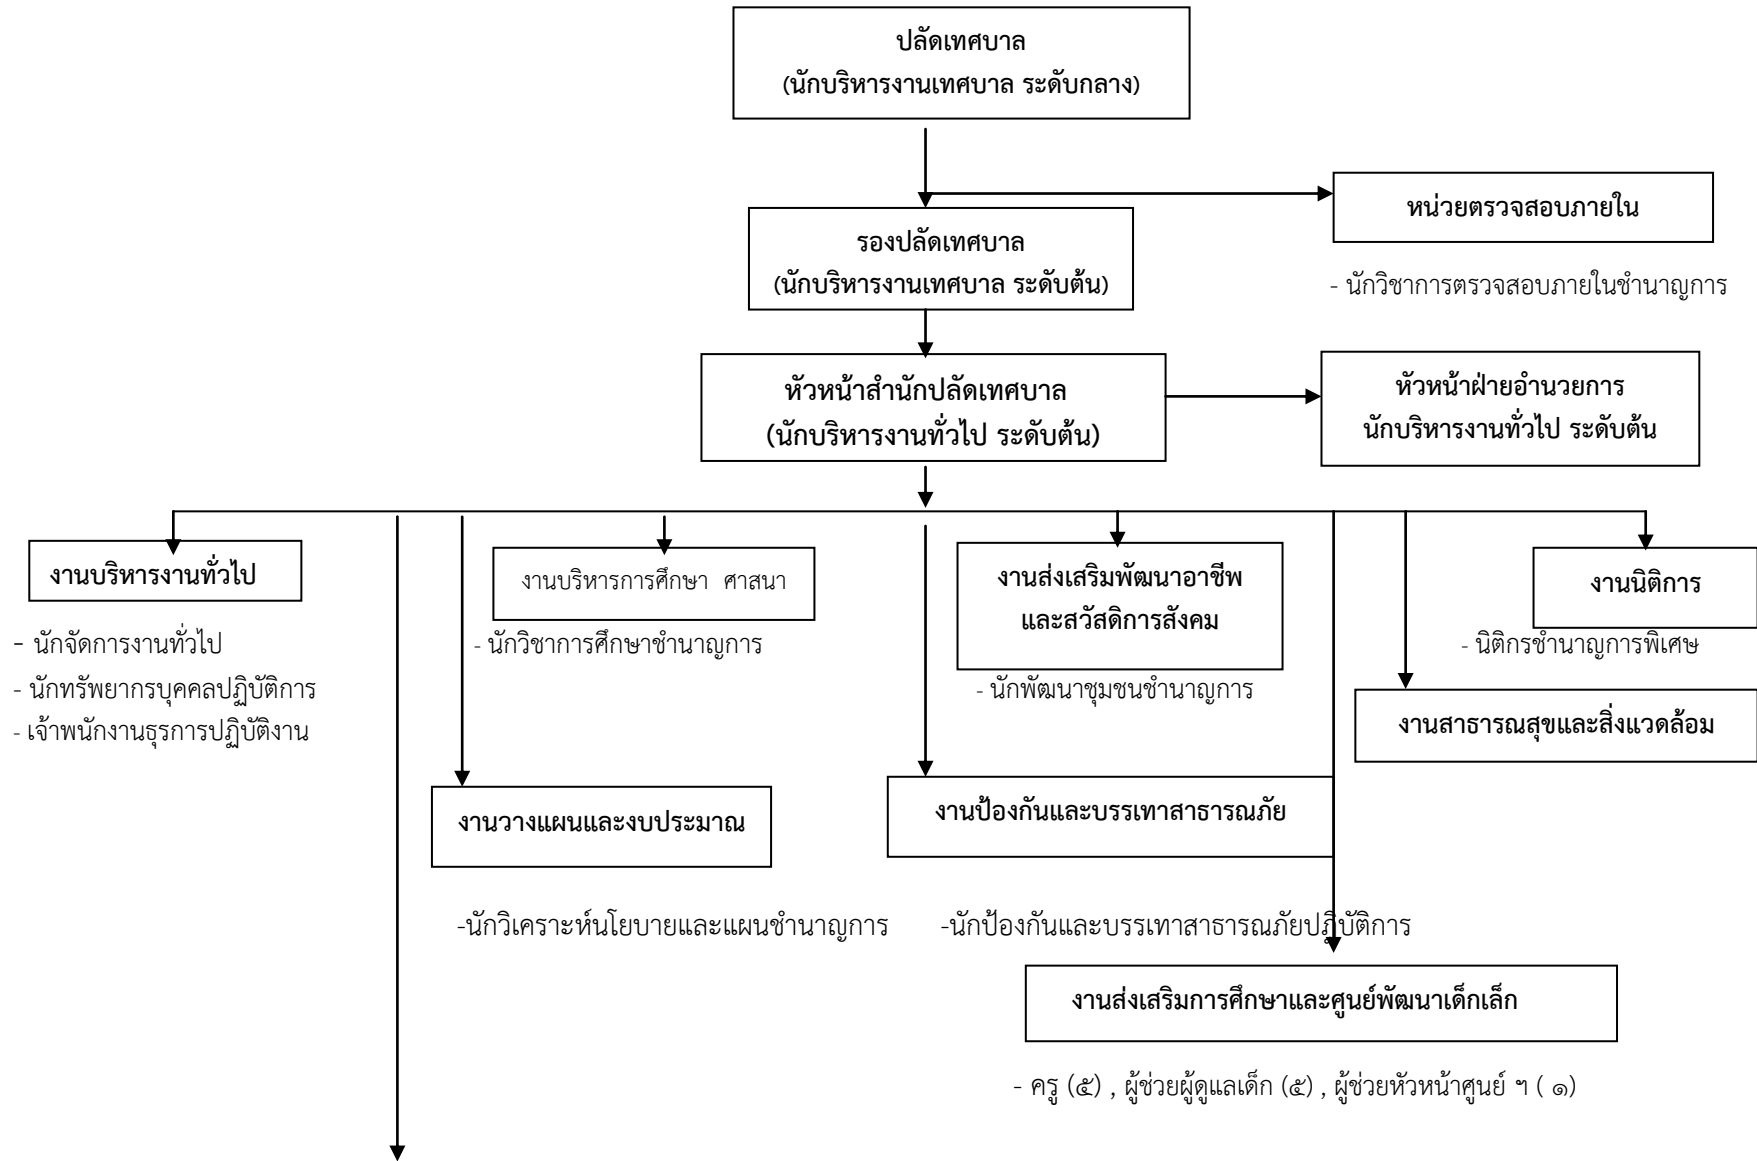 ปลัดเทศบาล
(นักบริหารงานเทศบาล ระดับกลาง)
หน่วยตรวจสอบภายใน
รองปลัดเทศบาล
(นักบริหารงานเทศบาล ระดับต้น)
- นักวิชาการตรวจสอบภายในชำนาญการ
หัวหน้าสำนักปลัดเทศบาล
(นักบริหารงานทั่วไป ระดับต้น)
หัวหน้าฝ่ายอำนวยการ
นักบริหารงานทั่วไป ระดับต้น
งานบริหารงานทั่วไป
- นักจัดการงานทั่วไป
- นักทรัพยากรบุคคลปฏิบัติการ
- เจ้าพนักงานธุรการปฏิบัติงาน
งานบริหารการศึกษา ศาสนา
- นักวิชาการศึกษาชำนาญการ
งานส่งเสริมพัฒนาอาชีพ
และสวัสดิการสังคม
- นักพัฒนาชุมชนชำนาญการ
งานนิติการ
- นิติกรชำนาญการพิเศษ
งานสาธารณสุขและสิ่งแวดล้อม
งานวางแผนและงบประมาณ
-นักวิเคราะห์นโยบายและแผนชำนาญการ
งานป้องกันและบรรเทาสาธารณภัย
-นักป้องกันและบรรเทาสาธารณภัยปฏิบัติการ
งานส่งเสริมการศึกษาและศูนย์พัฒนาเด็กเล็ก
- ครู (๕) , ผู้ช่วยผู้ดูแลเด็ก (๕) , ผู้ช่วยหัวหน้าศูนย์ ฯ ( ๑)